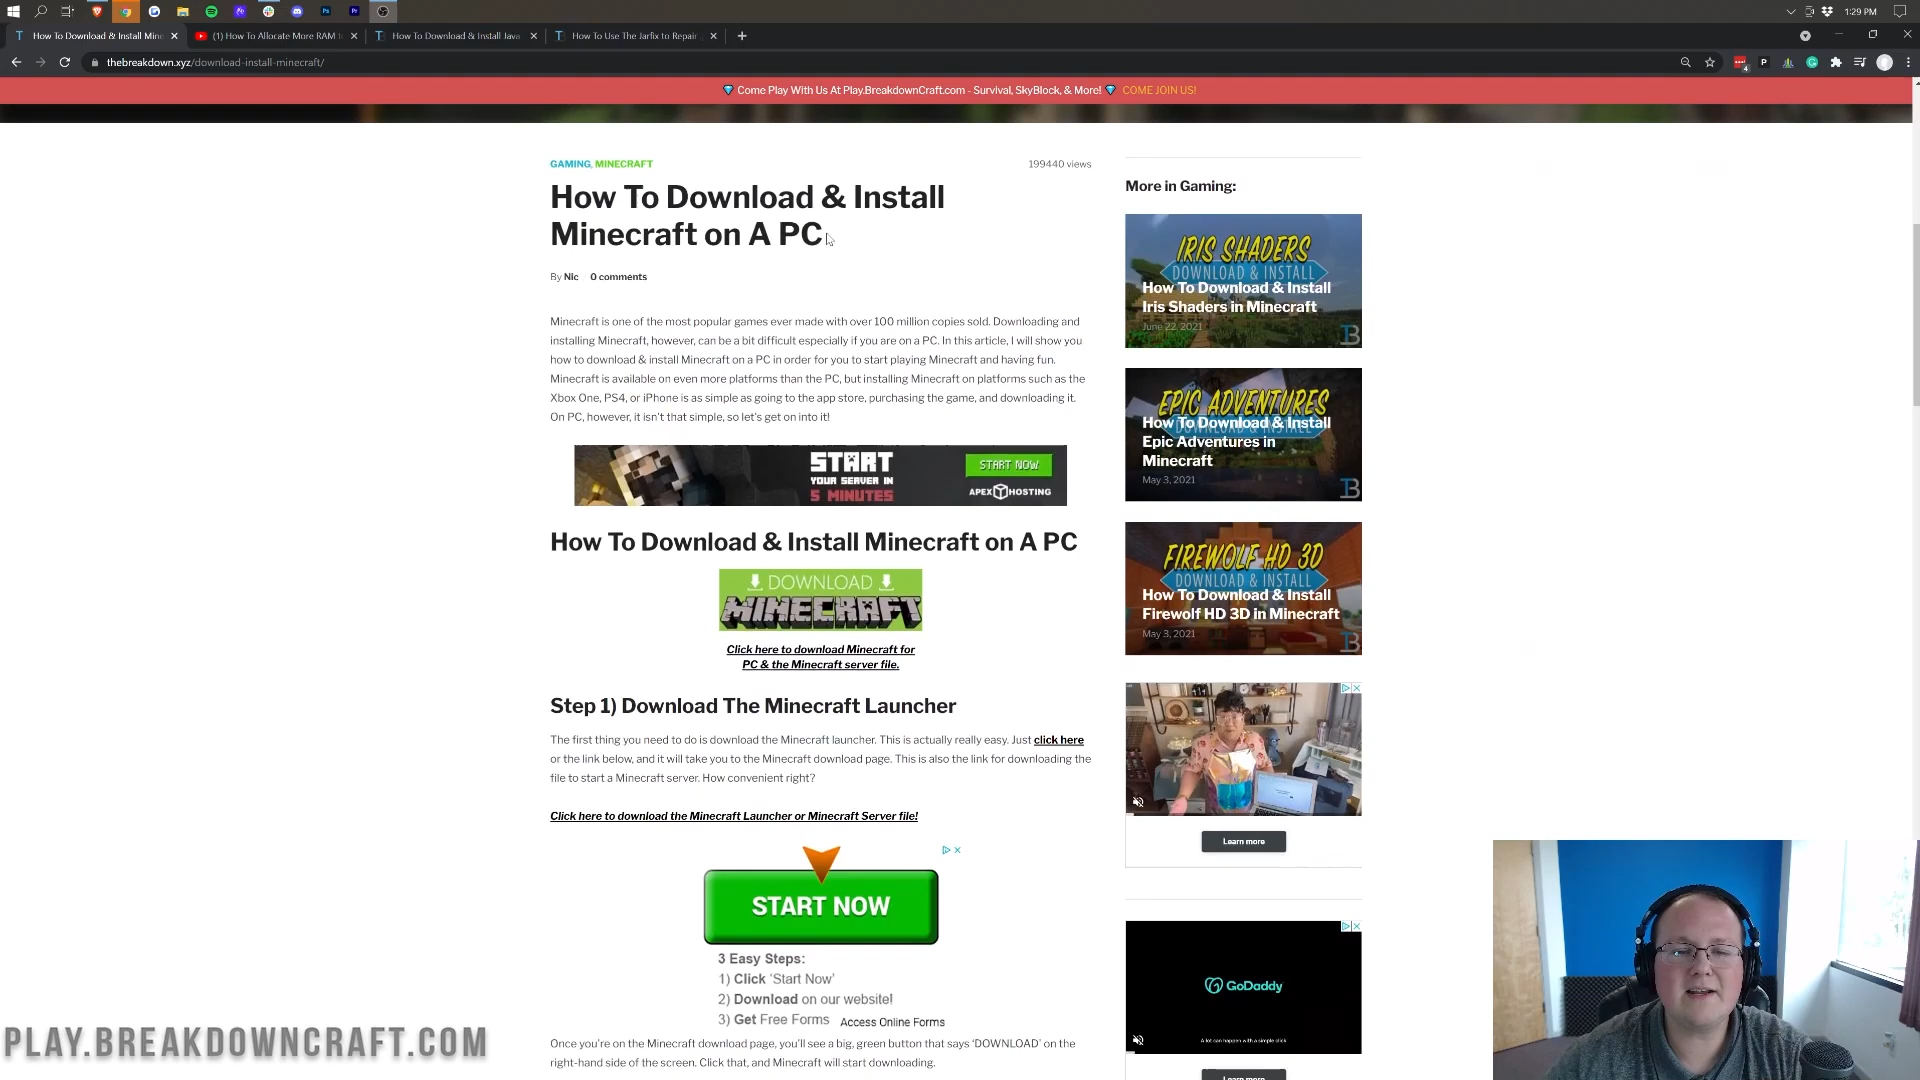 1:29 PM
How To Download & Install Mine
(1) How To Allocate More RAM t
How To Download & Install Java
How To Use The Jarfix to Repair
thebreakdown.xyz/download-install-minecraft/
Come Play With Us At Play.BreakdownCraft.com - Survival, SkyBlock, & More! COME JOIN US!
GAMING, MINECRAFT
199440 views
How To Download & Install
Minecraft on A PC
By Nic 0 comments
Minecraft is one of the most popular games ever made with over 100 million copies sold. Downloading and
installing Minecraft, however, can be a bit difficult especially if you are on a PC. In this article, I will show you
how to download & install Minecraft on a PC in order for you to start playing Minecraft and having fun.
Minecraft is available on even more platforms than the PC, but installing Minecraft on platforms such as the
Xbox One, PS4, or iPhone is as simple as going to the app store, purchasing the game, and downloading it.
On PC, however, it isn't that simple, so let's get on into it!
START
YOUR SERVER IN
5 MINUTES
START NOW
APEX HOSTING
How To Download & Install Minecraft on A PC
DOWNLOAD
MINECRAFT
Click here to download Minecraft for
PC & the Minecraft server file.
Step 1) Download The Minecraft Launcher
The first thing you need to do is download the Minecraft launcher. This is actually really easy. Just click here
or the link below, and it will take you to the Minecraft download page. This is also the link for downloading the
file to start a Minecraft server. How convenient right?
Click here to download the Minecraft Launcher or Minecraft Server file!
START NOW
3 Easy Steps:
1) Click 'Start Now'
2) Download on our website!
3) Get Free Forms
Access Online Forms
Once you're on the Minecraft download page, you'll see a big, green button that says 'DOWNLOAD' on the
right-hand side of the screen. Click that, and Minecraft will start downloading.
More in Gaming:
IRIS SHADERS
DOWNLOAD & INSTALL
How To Download & Install
Iris Shaders in Minecraft
June 22, 2021
EPIC ADVENTURES
DOWNLOAD & INSTALL
How To Download & Install
Epic Adventures in
Minecraft
May 3, 2021
FIREWOLF HD 3D
DOWNLOAD & INSTALL
How To Download & Install
Firewolf HD 3D in Minecraft
May 3, 2021
Learn more
GoDaddy
A lot can happen with a simple click
Learn more
PLAY.BREAKDOWNCRAFT.COM